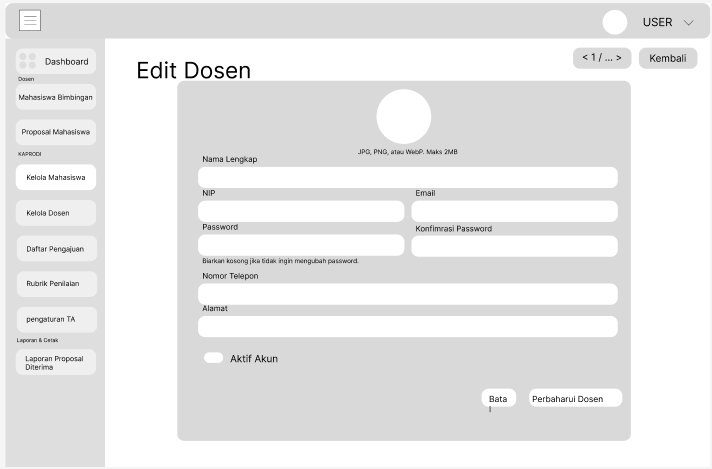 USER
Dashboard
Dosen
Mahasiswa Bimbingan
Proposal Mahasiswa
KAPRODI
Kelola Mahasiswa
Kelola Dosen
Daftar Pengajuan
Rubrik Penilaian
pengaturan TA
Laporan & Cetak
Laporan Proposal
Diterima
Edit Dosen
< 1 / ... >
Kembali
JPG, PNG, atau WebP. Maks 2MB
Nama Lengkap
NIP
Email
Password
Konfimrasi Password
Biarkan kosong jika tidak ingin mengubah password.
Nomor Telepon
Alamat
Aktif Akun
Bata
l
Perbaharui Dosen